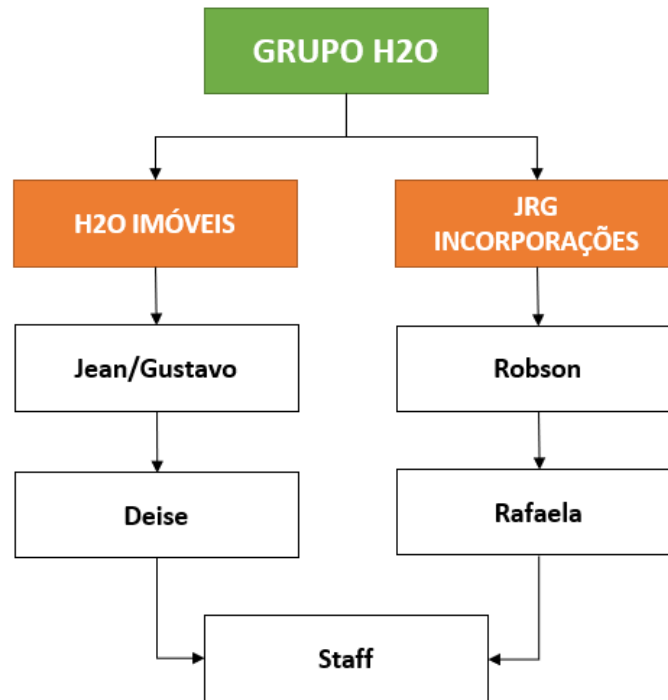 GRUPO H2O
H2O IMÓVEIS
JRG
INCORPORAÇÕES
Jean/Gustavo
Robson
Deise
Rafaela
Staff